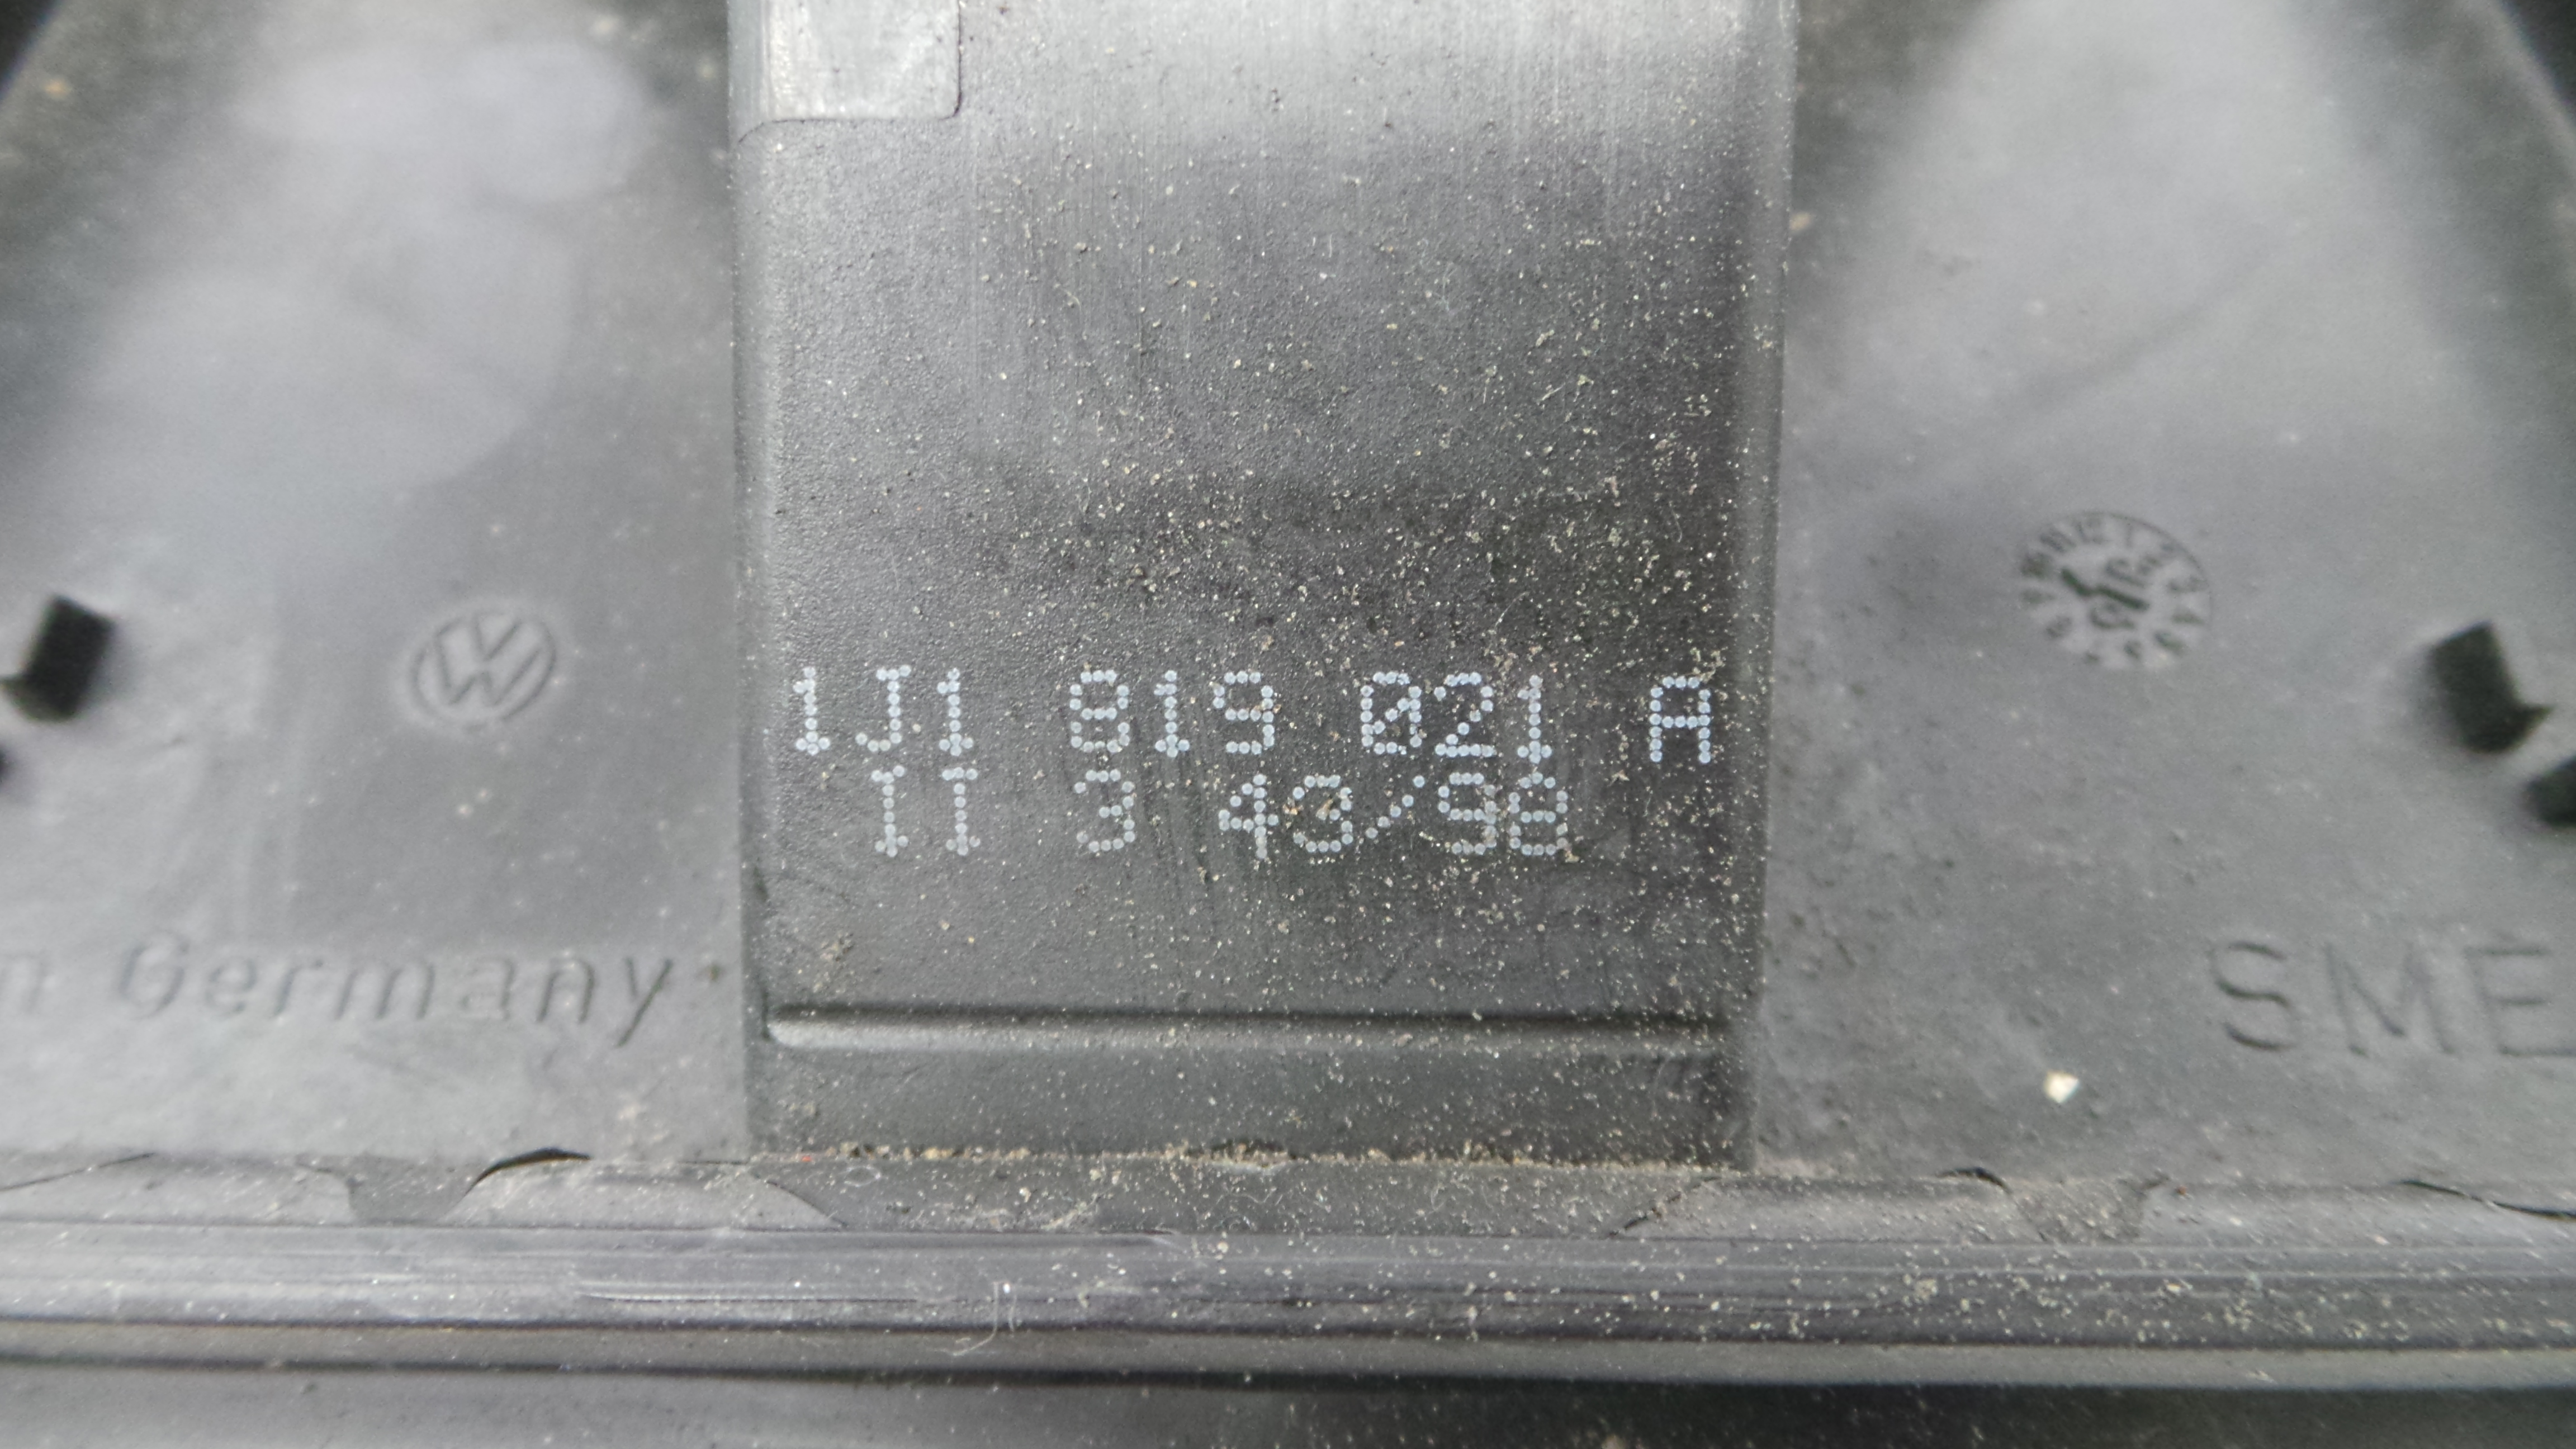 1J1 819 021 A
II 3 43/98
n Germany
SME